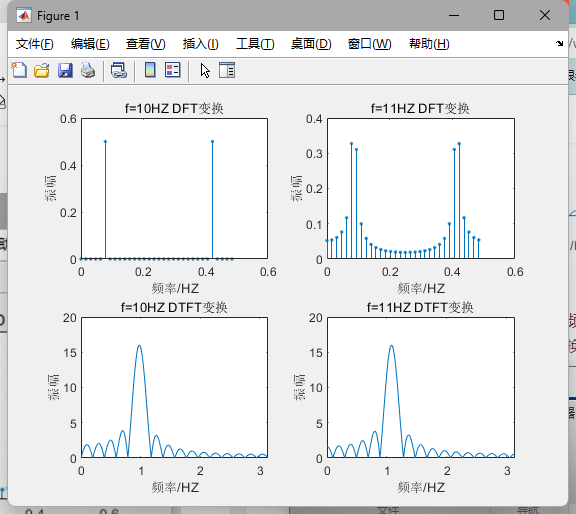 Figure 1
文件(F) 编辑(E) 查看(V) 插入(I) 工具(T) 桌面(D) 窗口(W) 帮助(H)
f=10HZ DFT变换
0.6
0.4
0.2
0
振幅
0 0.2 0.4 0.6
频率/HZ
f=11HZ DFT变换
0.4
0.3
0.2
0.1
0
振幅
0 0.2 0.4 0.6
频率/HZ
f=10HZ DTFT变换
20
15
10
5
0
振幅
0 1 2 3
频率/HZ
f=11HZ DTFT变换
20
15
10
5
0
振幅
0 1 2 3
频率/HZ